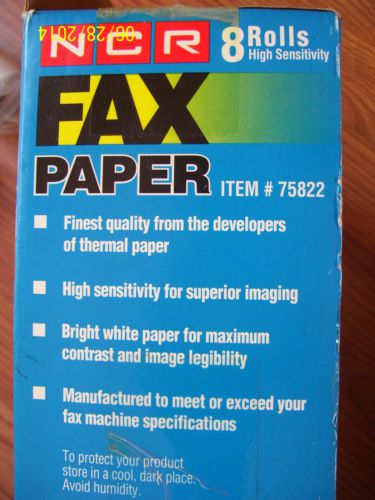 06/28/2014
NCR
8 Rolls
High Sensitivity
FAX
PAPER
ITEM # 75822
Finest quality from the developers
of thermal paper
High sensitivity for superior imaging
Bright white paper for maximum
contrast and image legibility
Manufactured to meet or exceed your
fax machine specifications
To protect your product
store in a cool, dark place.
Avoid humidity.